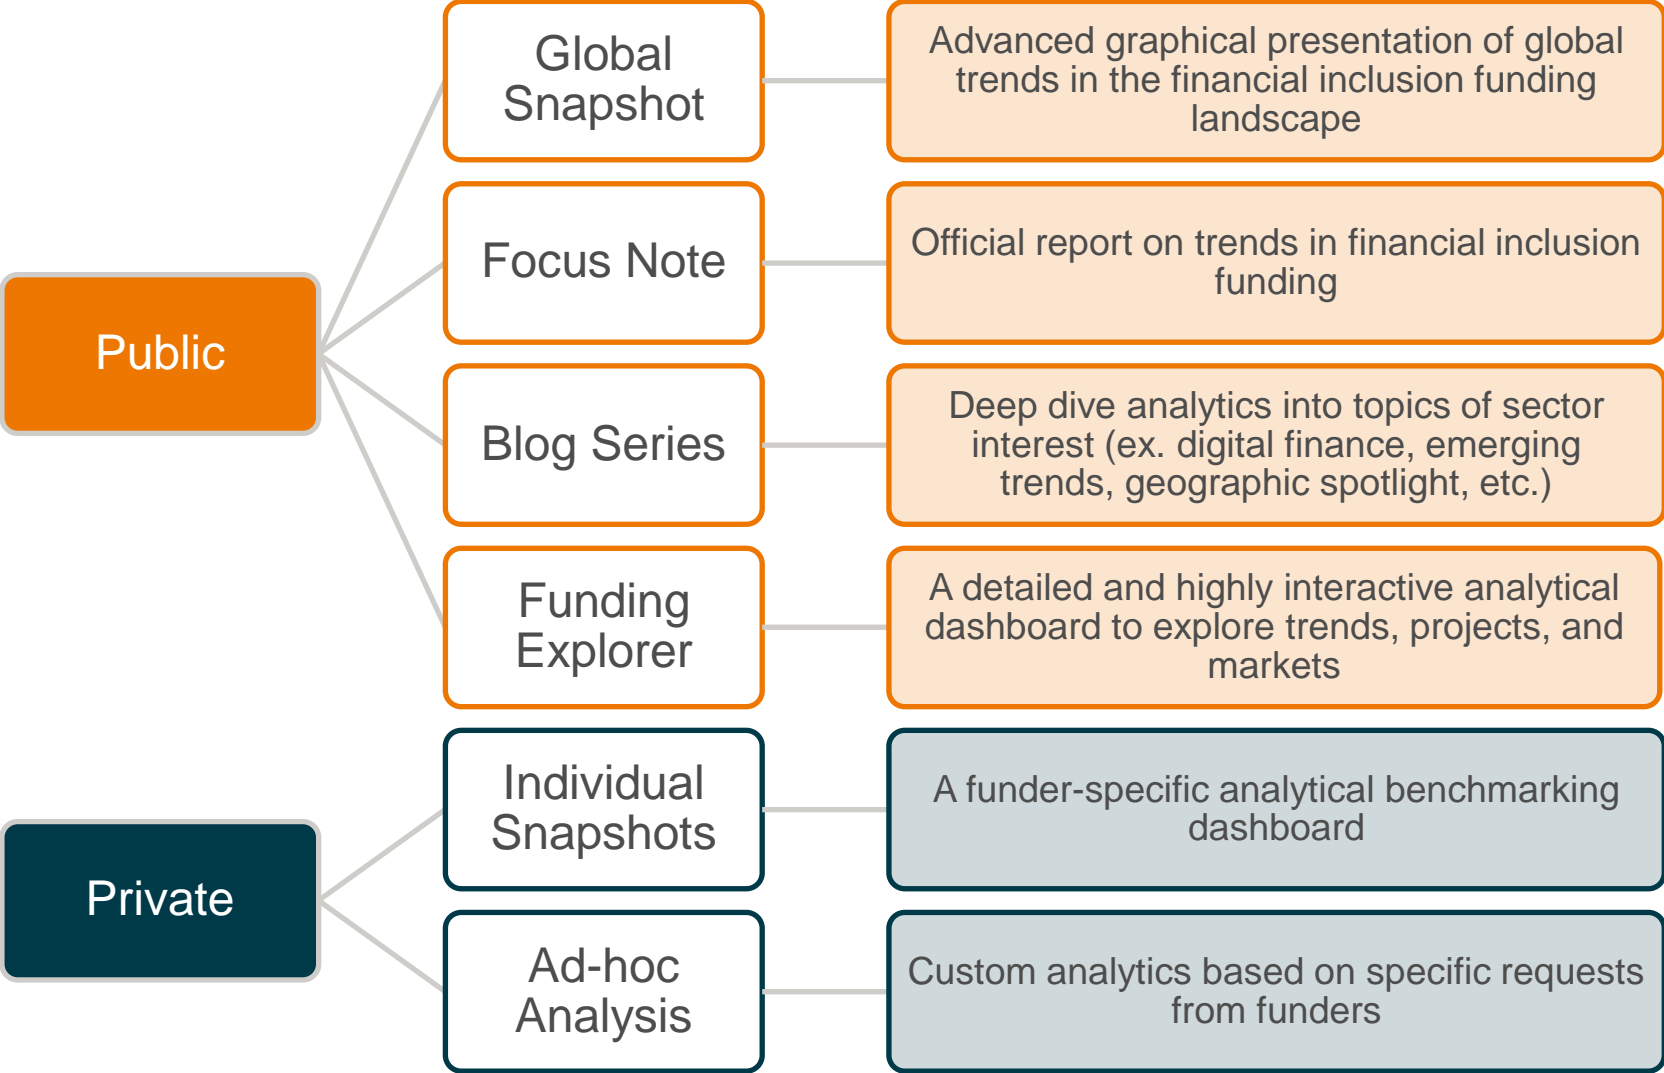 Global
Snapshot
Advanced graphical presentation of global
trends in the financial inclusion funding
landscape
Focus Note
Official report on trends in financial inclusion
funding
Public
Blog Series
Deep dive analytics into topics of sector
interest (ex. digital finance, emerging
trends, geographic spotlight, etc.)
Funding
Explorer
A detailed and highly interactive analytical
dashboard to explore trends, projects, and
markets
Individual
Snapshots
A funder-specific analytical benchmarking
dashboard
Private
Ad-hoc
Analysis
Custom analytics based on specific requests
from funders